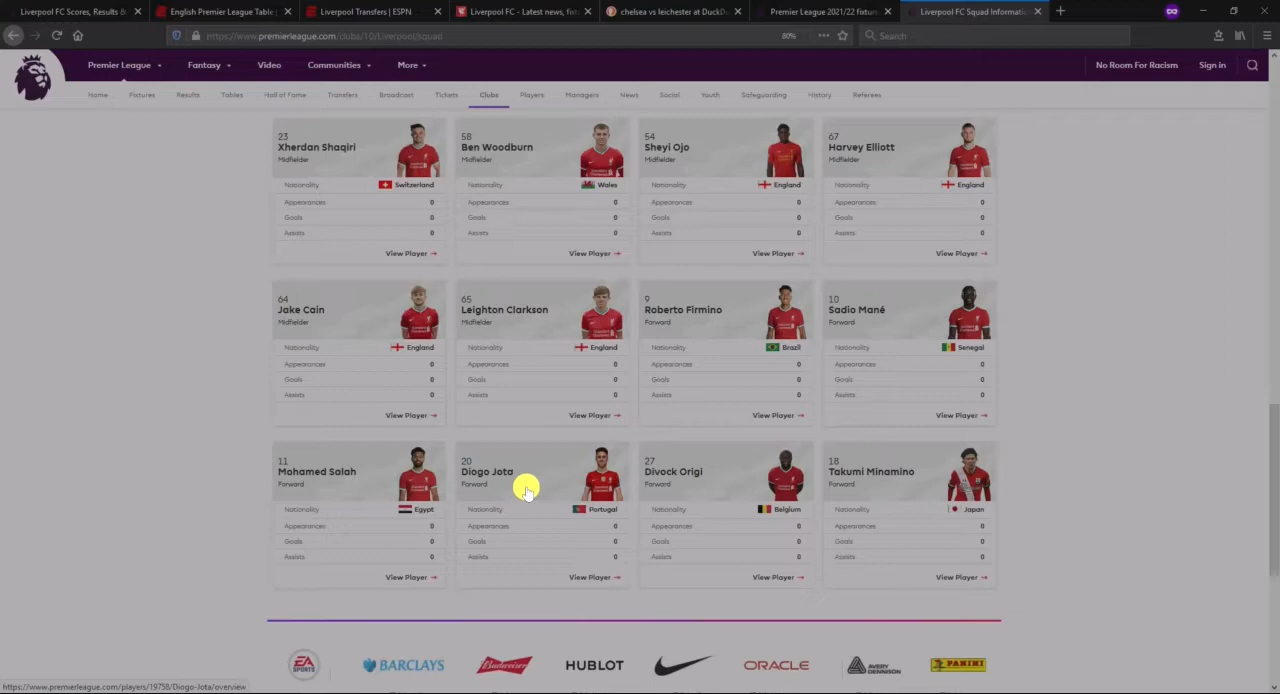 Liverpool FC Scores, Results &
English Premier League Table
Liverpool Transfers | ESPN
Liverpool FC - Latest news, fixt
chelsea vs leichester at DuckDu
Premier League 2021/22 fixture
Liverpool FC Squad Informatio
https://www.premierleague.com/clubs/10/Liverpool/squad
80%
Search
Premier League
Fantasy
Video
Communities
More
No Room For Racism
Sign in
Home
Fixtures
Results
Tables
Hall of Fame
Transfers
Broadcast
Tickets
Clubs
Players
Managers
News
Social
Youth
Safeguarding
History
Referees
23
Xherdan Shaqiri
Midfielder
Nationality Switzerland
Appearances 0
Goals 0
Assists 0
View Player →
58
Ben Woodburn
Midfielder
Nationality Wales
Appearances 0
Goals 0
Assists 0
View Player →
54
Sheyi Ojo
Midfielder
Nationality England
Appearances 0
Goals 0
Assists 0
View Player →
67
Harvey Elliott
Midfielder
Nationality England
Appearances 0
Goals 0
Assists 0
View Player →
64
Jake Cain
Midfielder
Nationality England
Appearances 0
Goals 0
Assists 0
View Player →
65
Leighton Clarkson
Midfielder
Nationality England
Appearances 0
Goals 0
Assists 0
View Player →
9
Roberto Firmino
Forward
Nationality Brazil
Appearances 0
Goals 0
Assists 0
View Player →
10
Sadio Mané
Forward
Nationality Senegal
Appearances 0
Goals 0
Assists 0
View Player →
11
Mohamed Salah
Forward
Nationality Egypt
Appearances 0
Goals 0
Assists 0
View Player →
20
Diogo Jota
Forward
Nationality Portugal
Appearances 0
Goals 0
Assists 0
View Player →
27
Divock Origi
Forward
Nationality Belgium
Appearances 0
Goals 0
Assists 0
View Player →
18
Takumi Minamino
Forward
Nationality Japan
Appearances 0
Goals 0
Assists 0
View Player →
EA SPORTS
BARCLAYS
Budweiser
HUBLOT
ORACLE
AVERY DENNISON
PANINI
https://www.premierleague.com/players/19758/Diogo-Jota/overview